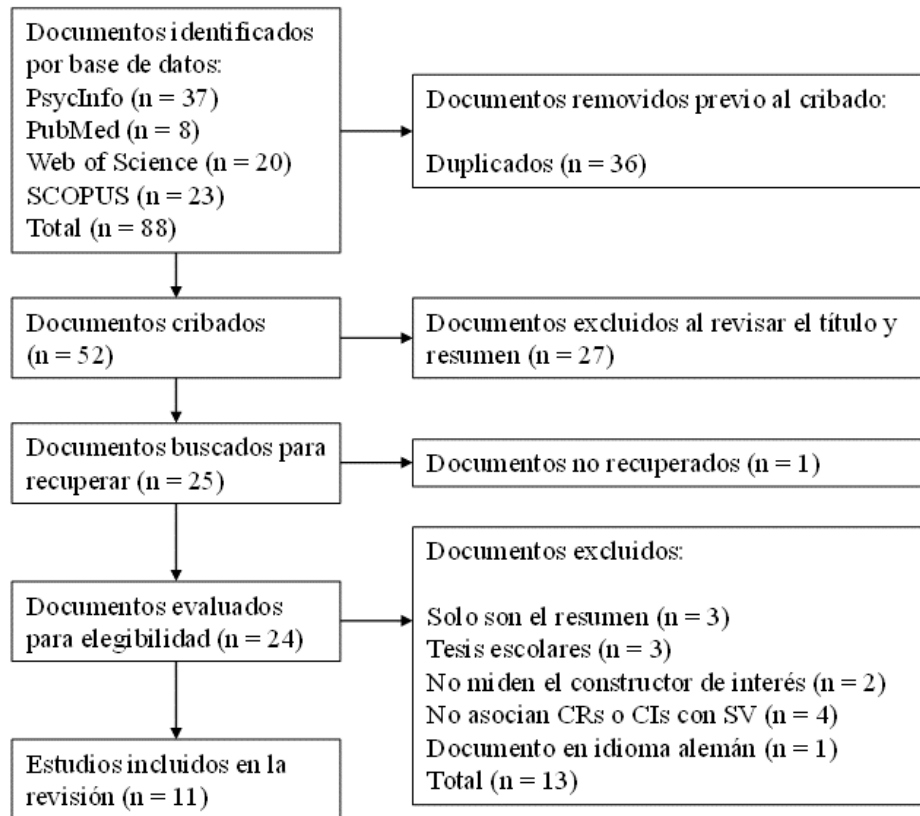 Documentos identificados
por base de datos:
PsycInfo (n = 37)
PubMed (n = 8)
Web of Science (n = 20)
SCOPUS (n = 23)
Total (n = 88)
Documentos removidos previo al cribado:
Duplicados (n = 36)
Documentos cribados
(n = 52)
Documentos excluidos al revisar el título y
resumen (n = 27)
Documentos buscados para
recuperar (n = 25)
Documentos no recuperados (n = 1)
Documentos evaluados
para elegibilidad (n = 24)
Documentos excluidos:
Solo son el resumen (n = 3)
Tesis escolares (n = 3)
No miden el constructor de interés (n = 2)
No asocian CRs o CIs con SV (n = 4)
Documento en idioma alemán (n = 1)
Total (n = 13)
Estudios incluidos en la
revisión (n = 11)